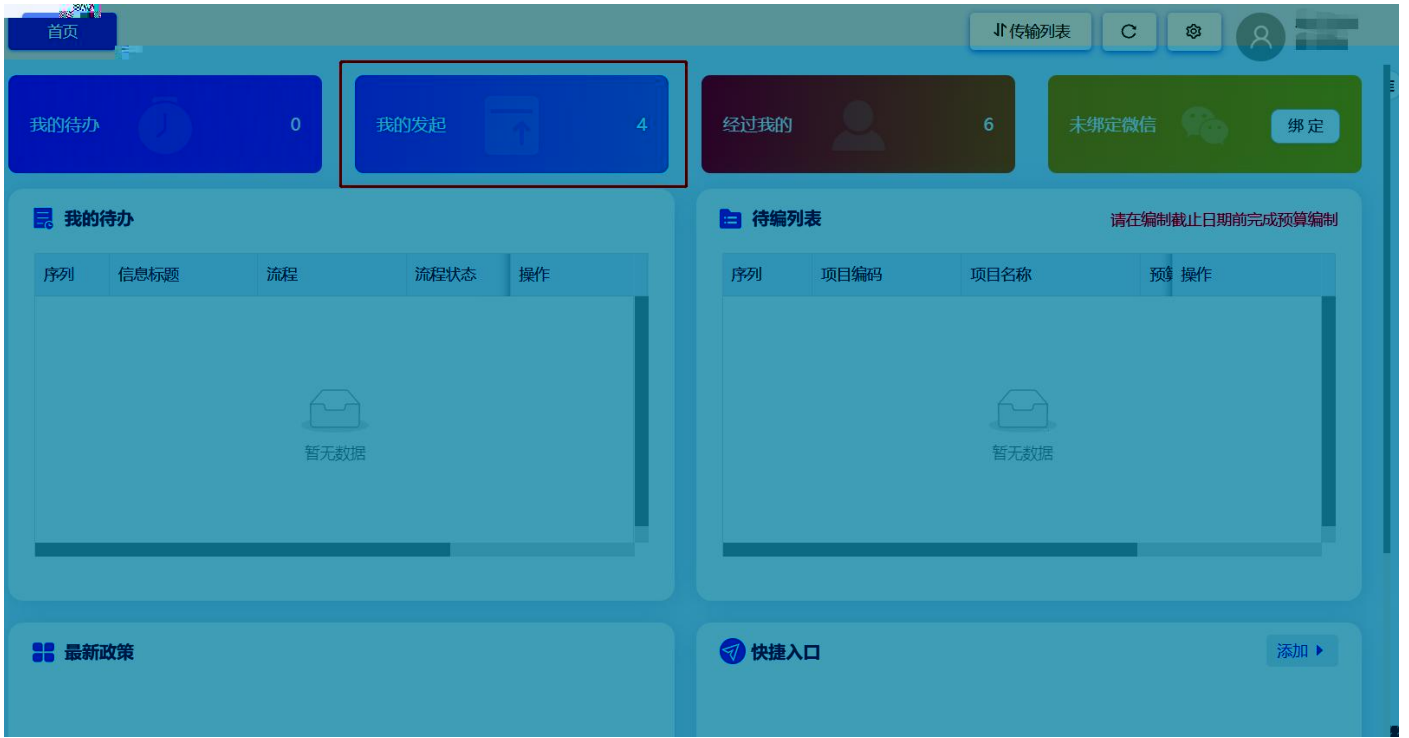 首页
传输列表
我的待办 0
我的发起 4
经过我的 6
未绑定微信 绑定
我的待办
待编列表 请在编制截止日期前完成预算编制
序列 信息标题 流程 流程状态 操作
序列 项目编码 项目名称 预算 操作
暂无数据
暂无数据
最新政策
快捷入口 添加